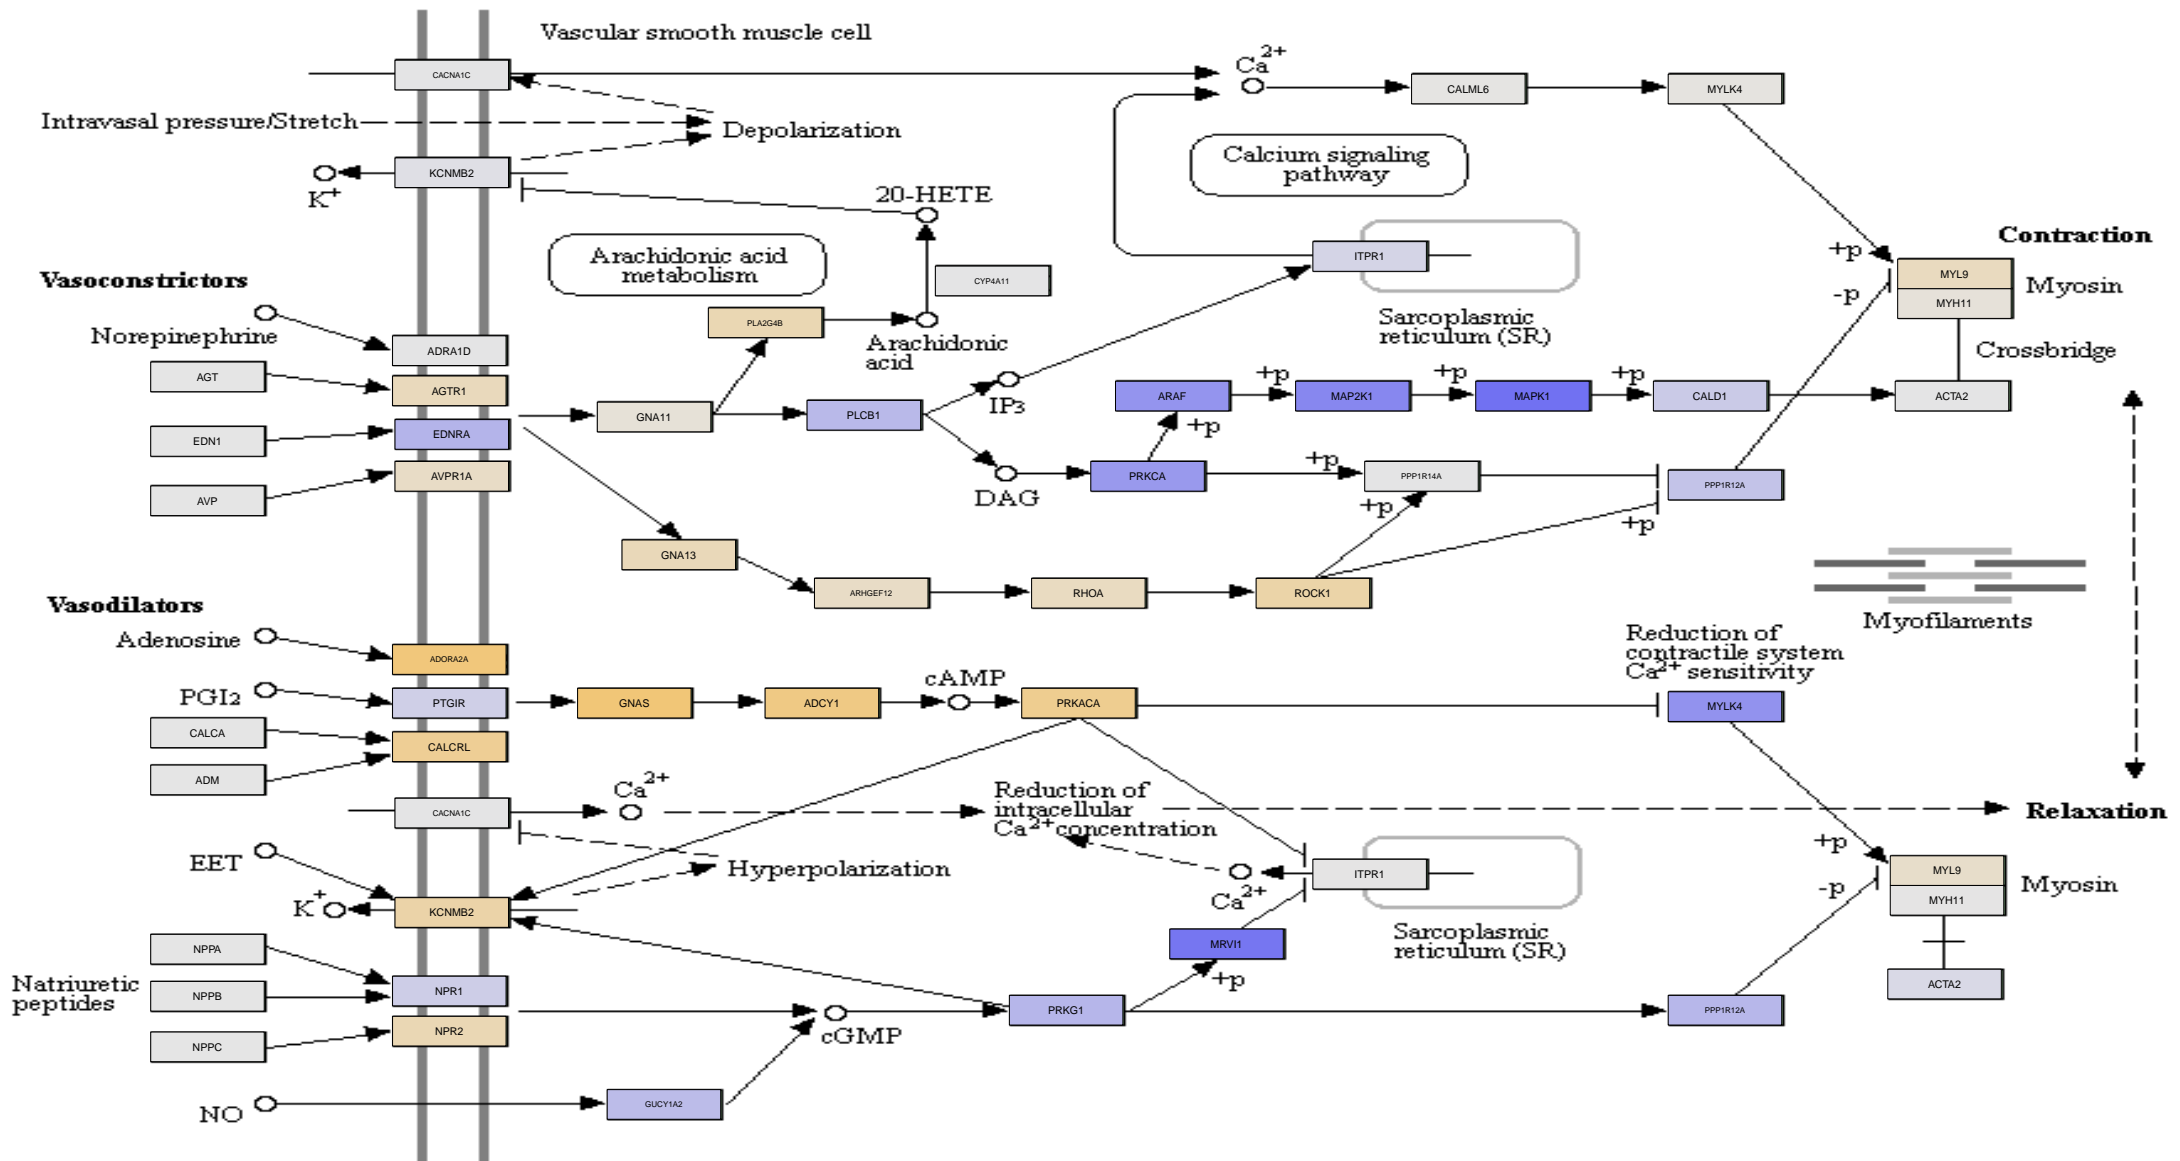 Vascular smooth muscle cell
CACNA1C
Ca2+
CALML6
MYLK4
Intravasal pressure/Stretch
Depolarization
Calcium signaling
pathway
KCNMB2
K+
20-HETE
Arachidonic acid
metabolism
CYP4A11
ITPR1
+p
Contraction
Vasoconstrictors
MYL9
Myosin
-p
MYH11
PLA2G4B
Sarcoplasmic
reticulum (SR)
Norepinephrine
Arachidonic
acid
ADRA1D
Crossbridge
AGT
AGTR1
IP3
+p
+p
+p
ARAF
MAP2K1
MAPK1
CALD1
ACTA2
GNA11
PLCB1
+p
EDN1
EDNRA
+p
AVPR1A
PRKCA
PPP1R14A
PPP1R12A
AVP
DAG
+p
+p
GNA13
ARHGEF12
RHOA
ROCK1
Vasodilators
Myofilaments
Adenosine
Reduction of
contractile system
Ca2+ sensitivity
ADORA2A
cAMP
PGI2
PTGIR
GNAS
ADCY1
PRKACA
MYLK4
CALCA
CALCRL
ADM
Ca2+
Reduction of
intracellular
Ca2+ concentration
CACNA1C
Relaxation
EET
Hyperpolarization
+p
ITPR1
MYL9
Myosin
-p
MYH11
Ca2+
K+
KCNMB2
Sarcoplasmic
reticulum (SR)
NPPA
MRVI1
+p
Natriuretic
peptides
NPR1
NPPB
ACTA2
PRKG1
PPP1R12A
NPR2
cGMP
NPPC
GUCY1A2
NO